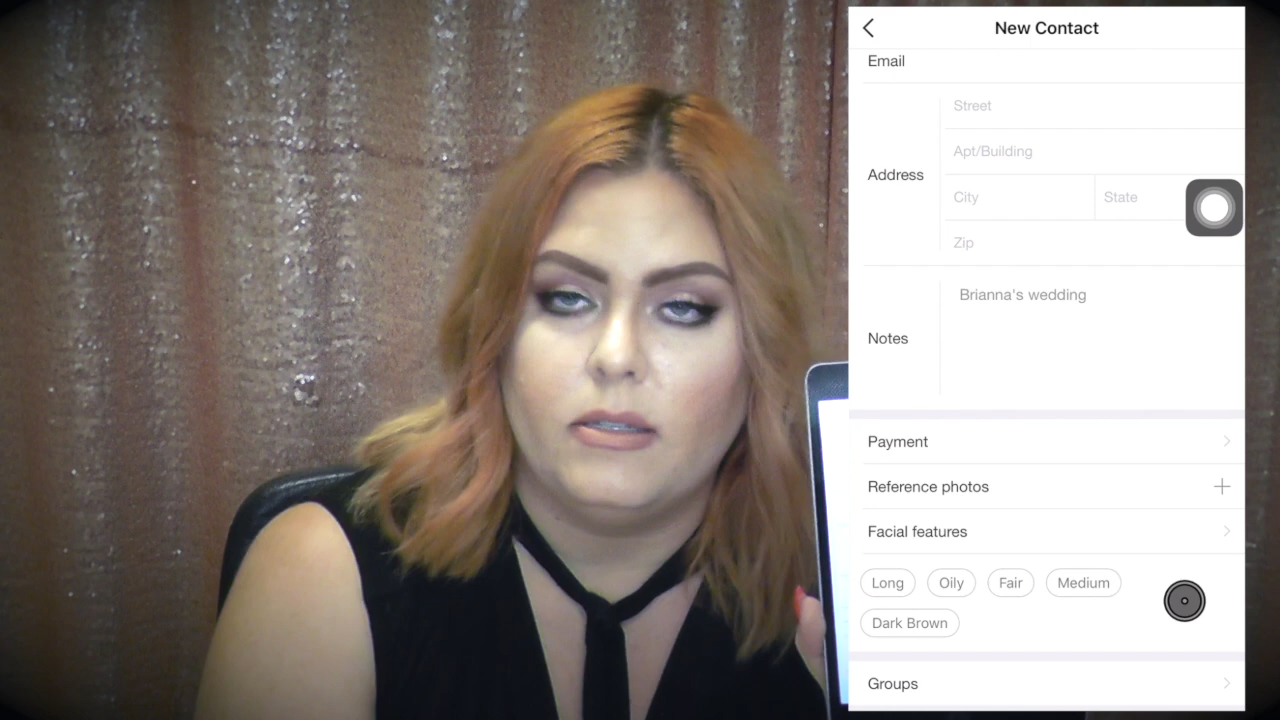 New Contact
Email
Street
Apt/Building
Address
City State
Zip
Brianna's wedding
Notes
Payment
Reference photos
Facial features
Long Oily Fair Medium
Dark Brown
Groups